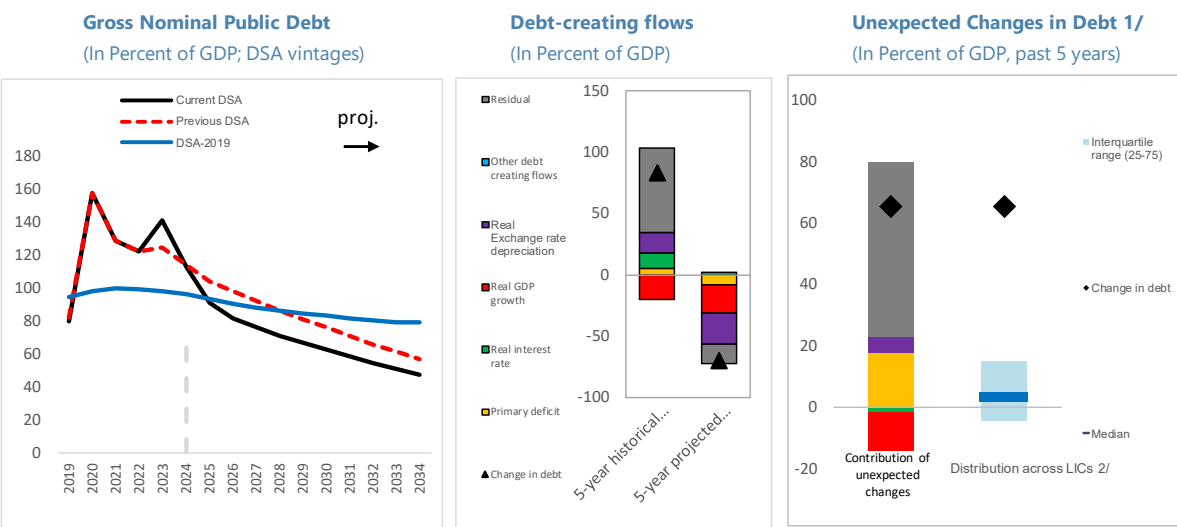 Gross Nominal Public Debt
(In Percent of GDP; DSA vintages)
Current DSA
Previous DSA
DSA-2019
proj.
180
160
140
120
100
80
60
40
20
0
2019
2020
2021
2022
2023
2024
2025
2026
2027
2028
2029
2030
2031
2032
2033
2034
Debt-creating flows
(In Percent of GDP)
Residual
Other debt
creating flows
Real
Exchange rate
depreciation
Real GDP
growth
Real interest
rate
Primary deficit
Change in debt
150
100
50
0
-50
-100
5-year historical...
5-year projected...
Unexpected Changes in Debt 1/
(In Percent of GDP, past 5 years)
100
80
60
40
20
0
-20
Interquartile
range (25-75)
Change in debt
Median
Contribution of
unexpected
changes
Distribution across LICs 2/